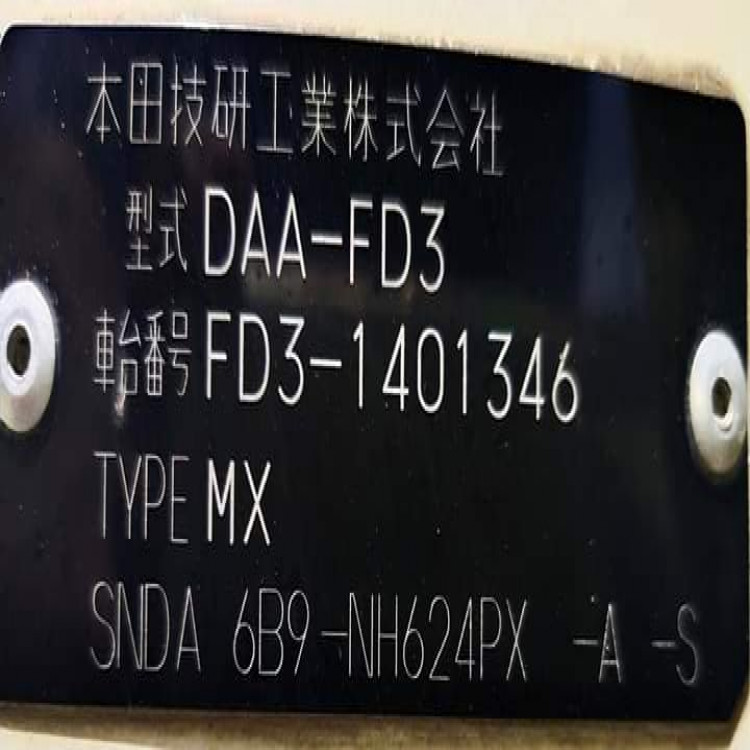 本田技研工業株式会社
型式 DAA-FD3
車台番号 FD3-1401346
TYPE MX
SNDA 6B9-NH624PX -A -S